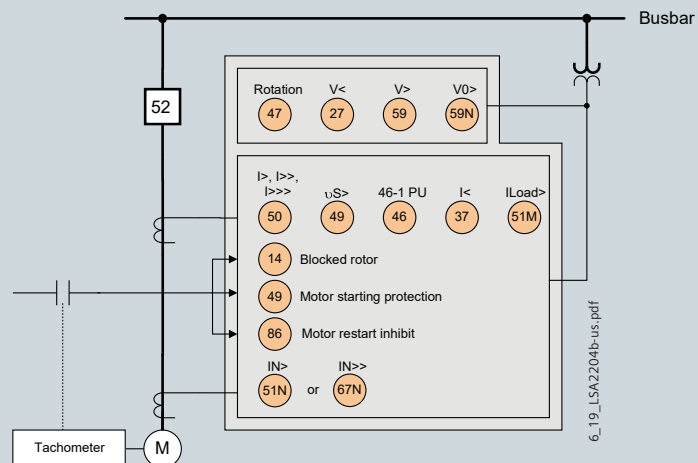 Busbar
52
Rotation V< V> V0>
47 27 59 59N
I>, I>>,
I>>> υS> 46-1 PU I< ILoad>
50 49 46 37 51M
14 Blocked rotor
49 Motor starting protection
86 Motor restart inhibit
IN> IN>>
51N or 67N
Tachometer M
6_19_LSA2204b-us.pdf